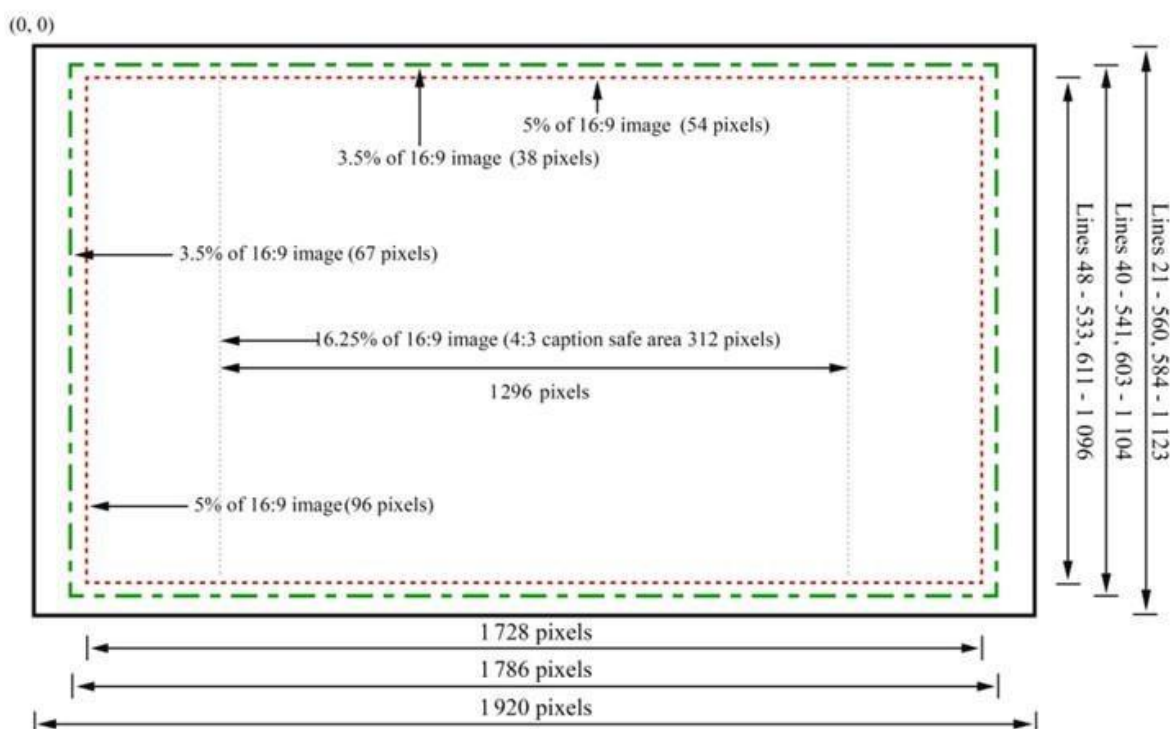 (0, 0)
5% of 16:9 image (54 pixels)
3.5% of 16:9 image (38 pixels)
3.5% of 16:9 image (67 pixels)
16.25% of 16:9 image (4:3 caption safe area 312 pixels)
1296 pixels
5% of 16:9 image (96 pixels)
Lines 48 - 533, 611 - 1 096
Lines 40 - 541, 603 - 1 104
Lines 21 - 560, 584 - 1 123
1 728 pixels
1 786 pixels
1 920 pixels